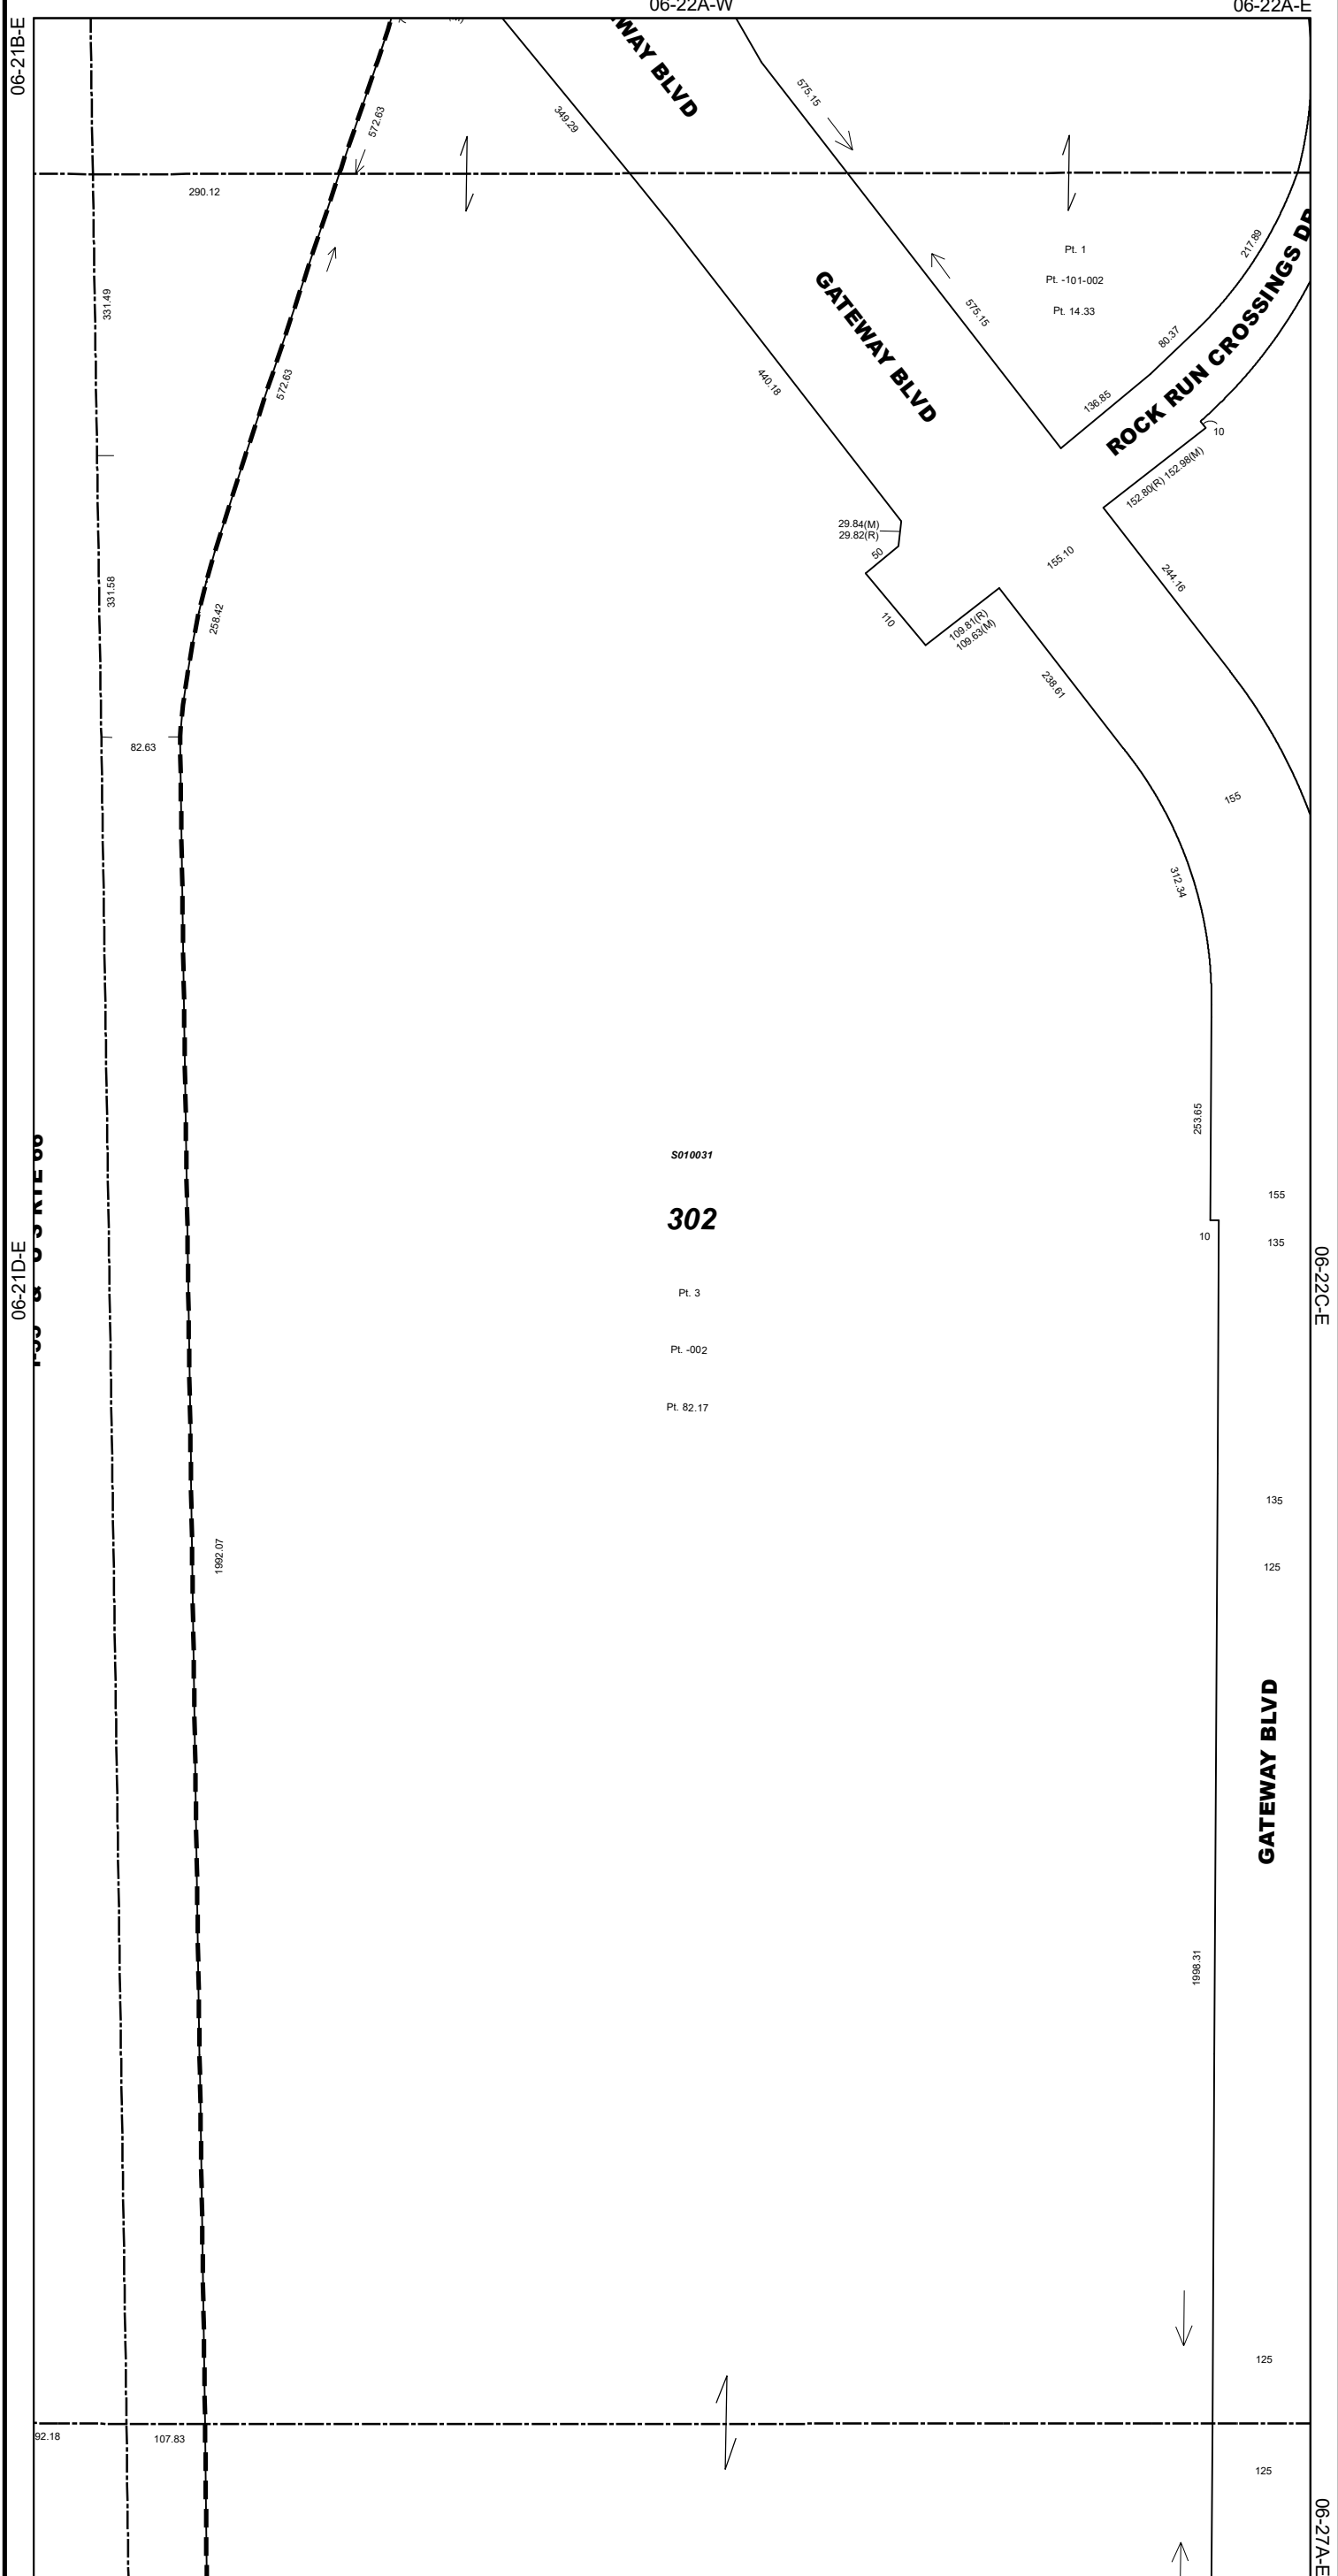 06-22A-W
06-22A-E
06-21B-E
WAY BLVD
575.15
349.29
572.63
290.12
217.89
Pt. 1
Pt. -101-002
Pt. 14.33
331.49
575.15
GATEWAY BLVD
80.37
ROCK RUN CROSSINGS DR
572.63
440.18
136.85
10
152.80(R) 152.98(M)
29.84(M)
29.82(R)
50
155.10
244.16
331.58
258.42
110
109.81(R)
109.63(M)
238.61
82.63
155
312.34
253.65
S010031
155
302
10
135
06-21D-E
06-22C-E
Pt. 3
Pt. -002
Pt. 82.17
135
1992.07
125
GATEWAY BLVD
1998.31
125
92.18
107.83
125
06-27A-E